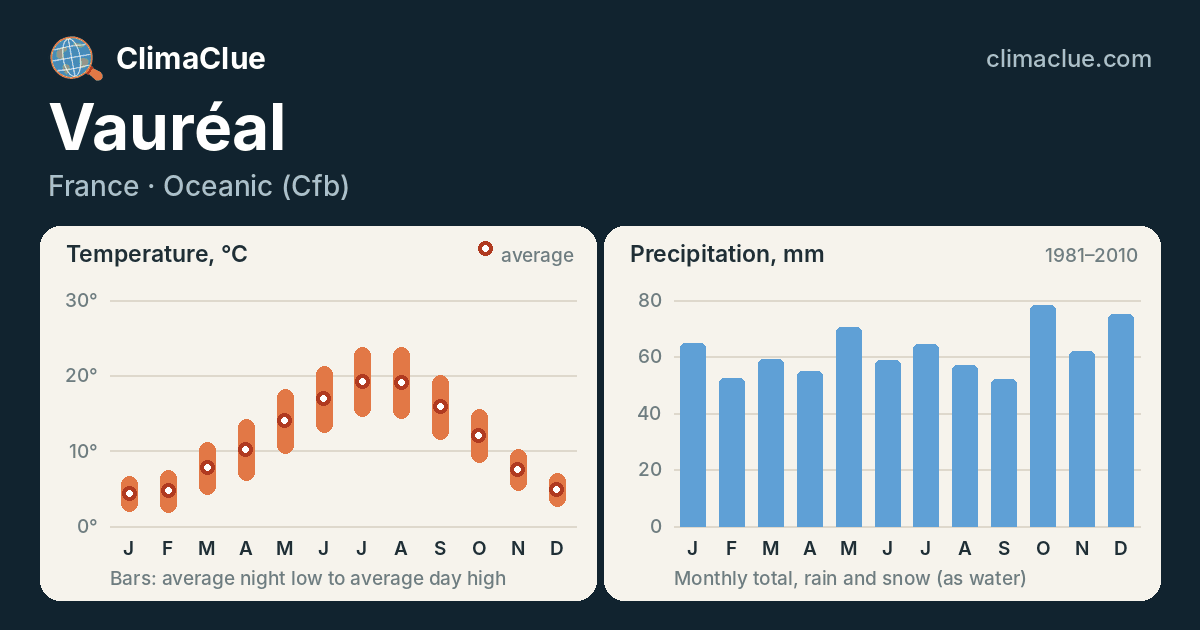 ClimaClue
climaclue.com
Vauréal
France · Oceanic (Cfb)
Temperature, °C
average
30°
20°
10°
0°
J F M A M J J A S O N D
Bars: average night low to average day high
Precipitation, mm
1981–2010
80
60
40
20
0
J F M A M J J A S O N D
Monthly total, rain and snow (as water)